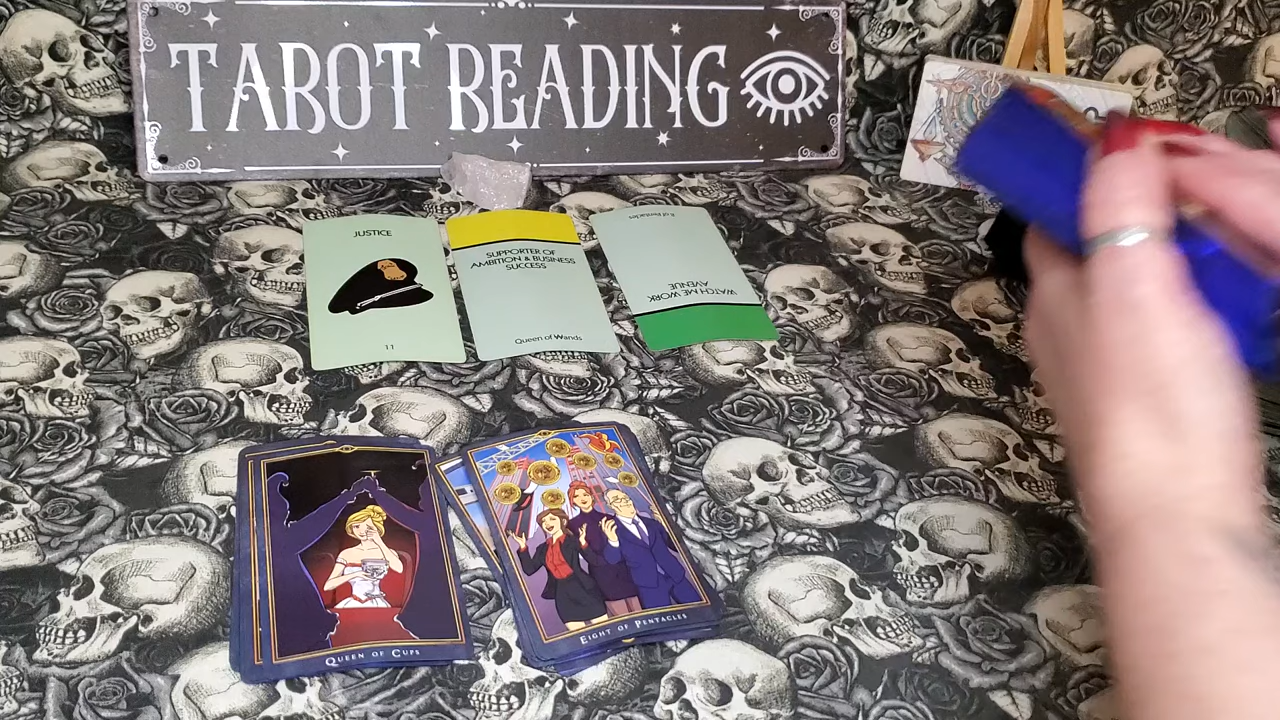 TAROT READING
JUSTICE
11
SUPPORTER OF
AMBITION & BUSINESS
SUCCESS
Queen of Wands
WATCH ME WORK
AVENUE
QUEEN OF CUPS
EIGHT OF PENTACLES